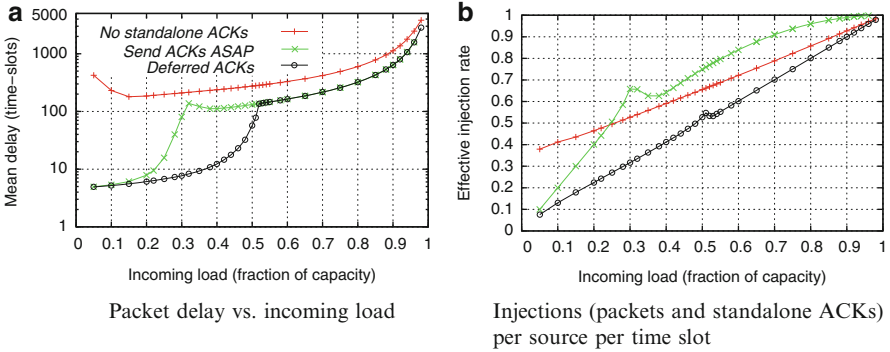 a
Mean delay (time-slots)
5000
1000
100
10
1
No standalone ACKs
Send ACKs ASAP
Deferred ACKs
0 0.1 0.2 0.3 0.4 0.5 0.6 0.7 0.8 0.9 1
Incoming load (fraction of capacity)
Packet delay vs. incoming load
b
Effective injection rate
1
0.9
0.8
0.7
0.6
0.5
0.4
0.3
0.2
0.1
0
0 0.1 0.2 0.3 0.4 0.5 0.6 0.7 0.8 0.9 1
Incoming load (fraction of capacity)
Injections (packets and standalone ACKs)
per source per time slot